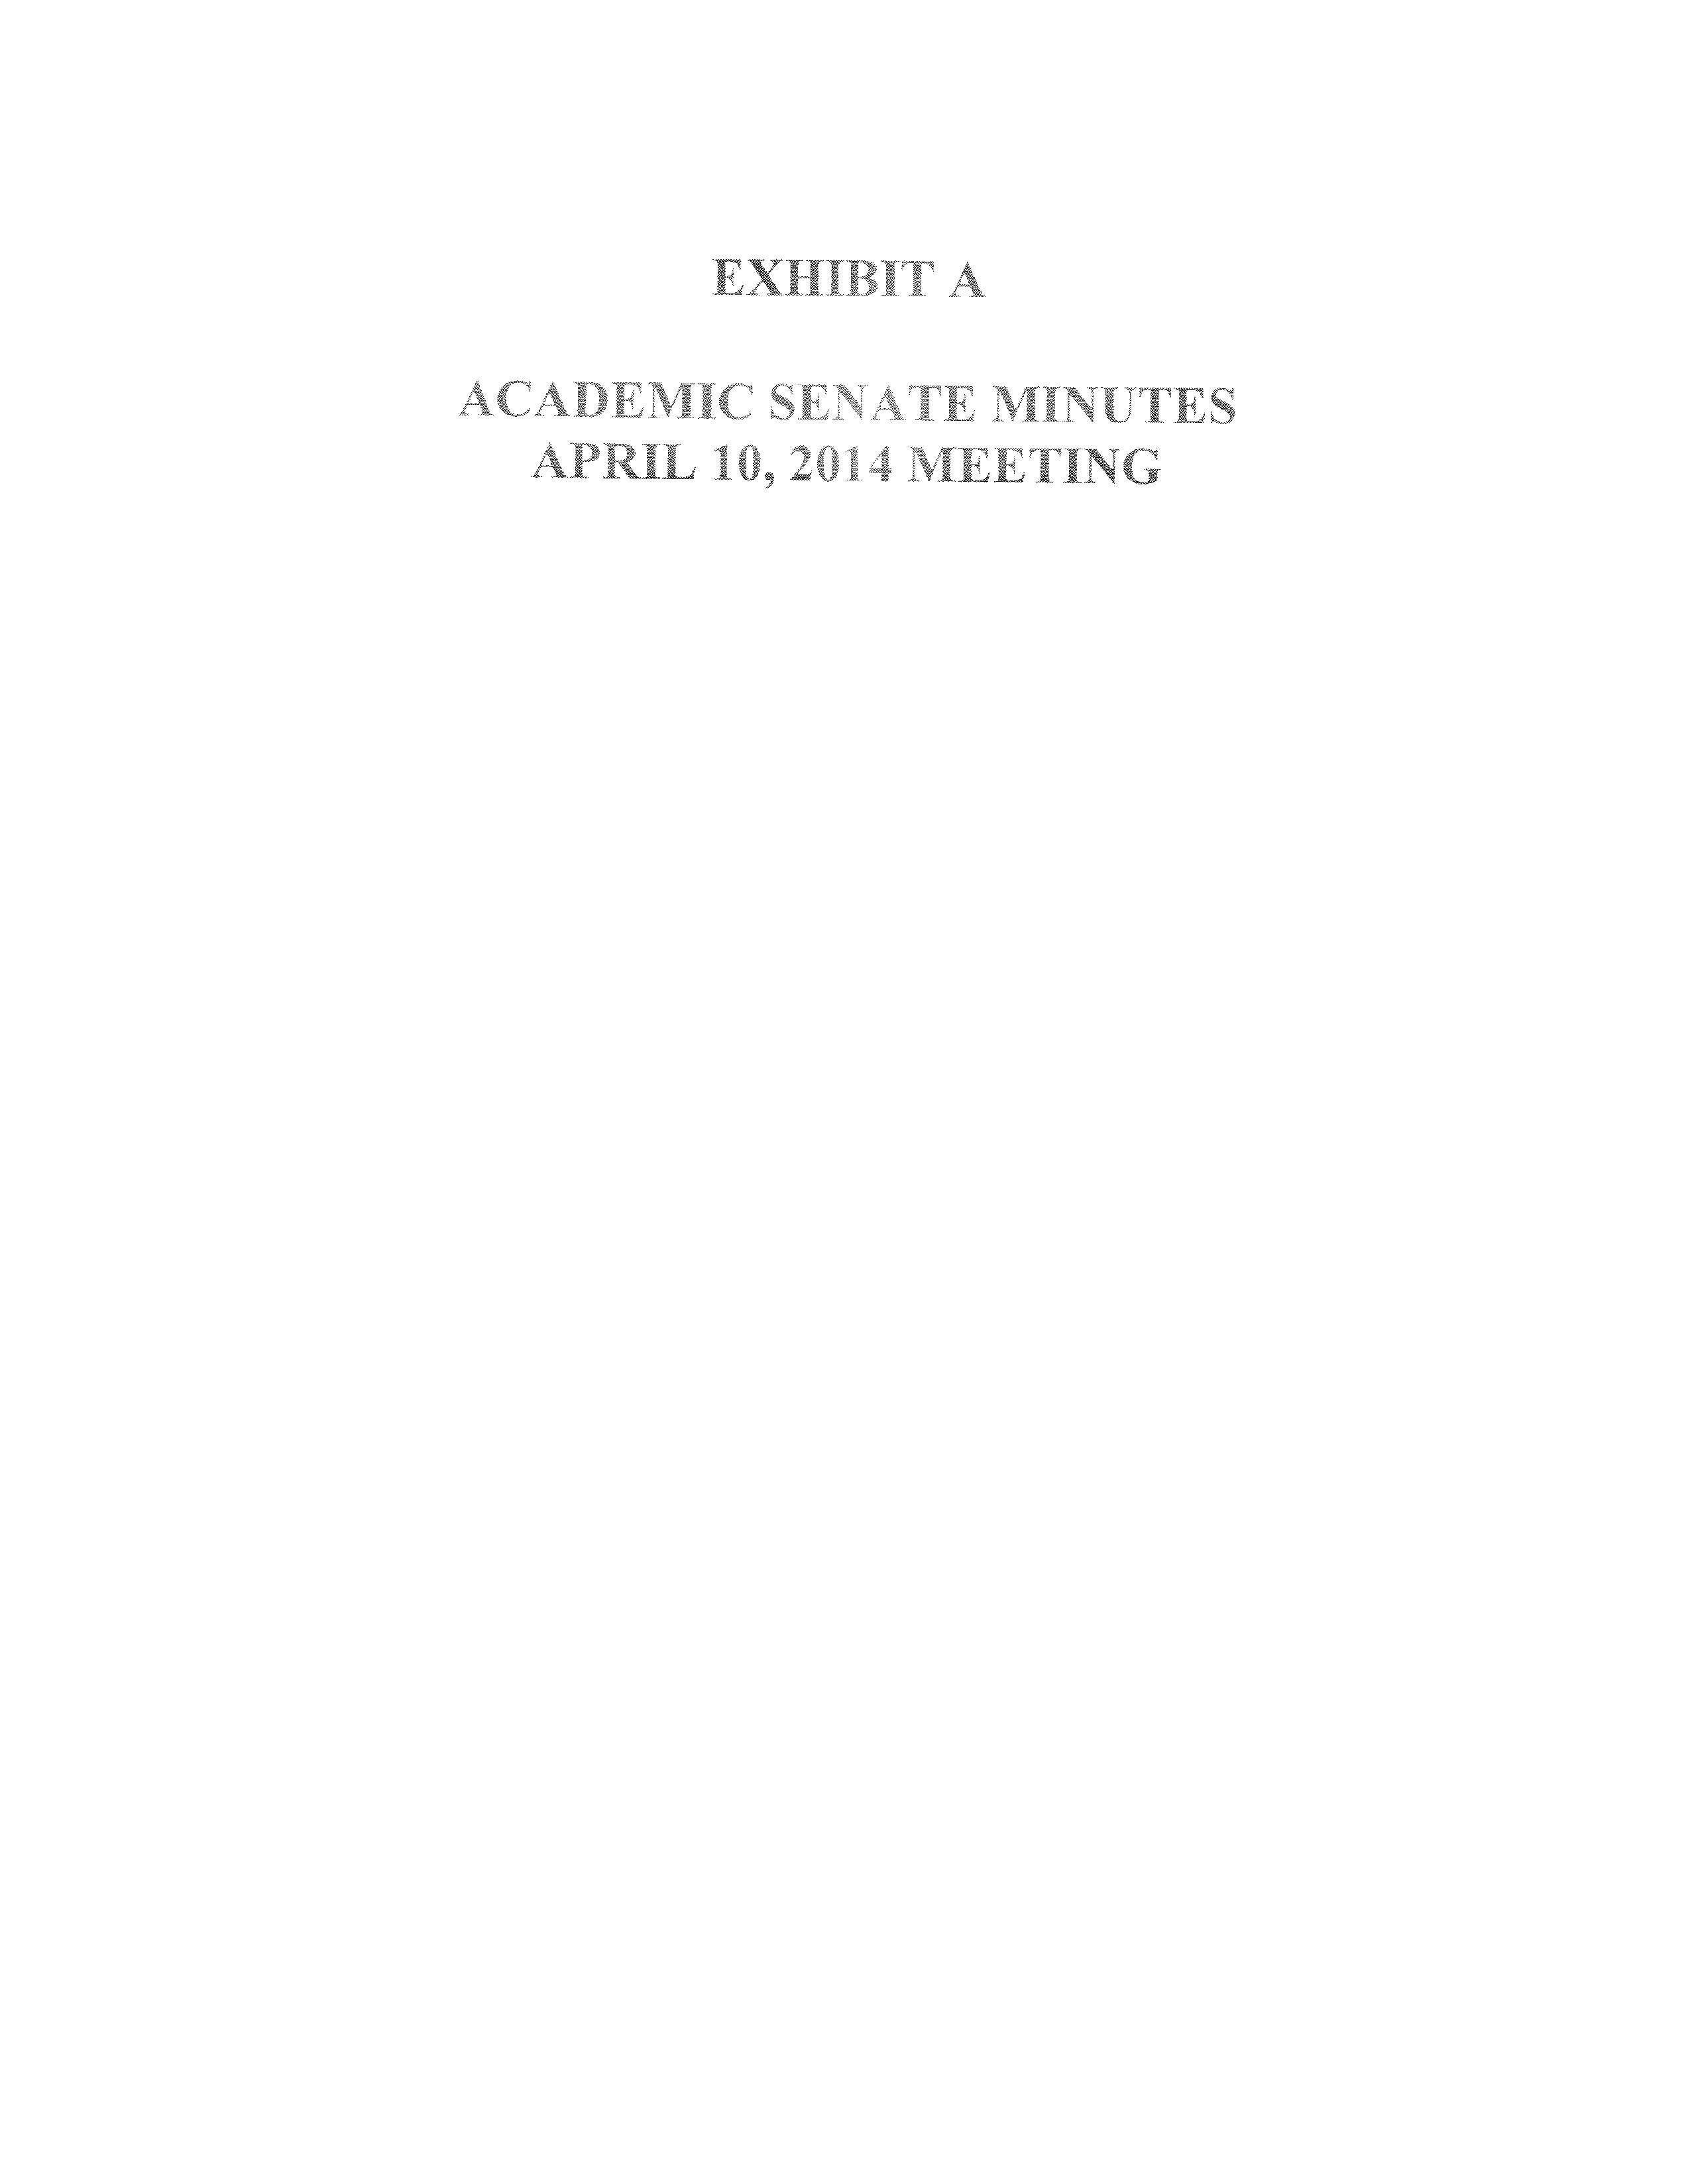 EXHIBIT A
ACADEMIC SENATE MINUTES
APRIL 10, 2014 MEETING